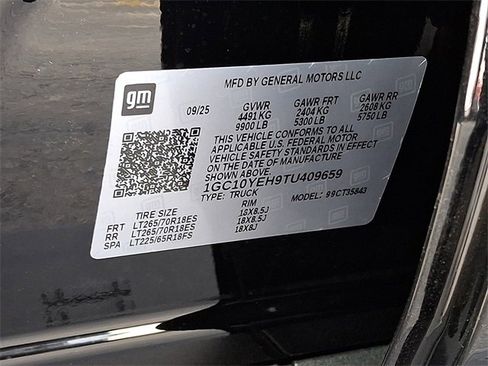 gm
MFD BY GENERAL MOTORS LLC
09/25 GVWR GAWR FRT GAWR RR
4491 KG 2404 KG 2608 KG
9900 LB 5300 LB 5750 LB
THIS VEHICLE CONFORMS TO ALL
APPLICABLE U.S. FEDERAL MOTOR
VEHICLE SAFETY STANDARDS IN EFFECT
ON THE DATE OF MANUFACTURE SHOWN ABOVE.
1GC10YEH9TU409659
TYPE: TRUCK MODEL: 99CT35843
TIRE SIZE RIM
FRT LT265/70R18ES 18X8.5J
RR LT265/70R18ES 18X8.5J
SPA LT225/65R18FS 18X8J